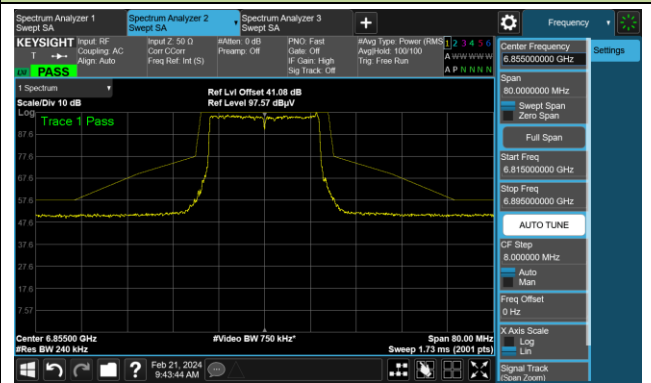 Spectrum Analyzer 1
Swept SA
Spectrum Analyzer 2
Swept SA
Spectrum Analyzer 3
Swept SA
+
Frequency
KEYSIGHT
Input: RF
Coupling: AC
Align: Auto
Input Z: 50 Ω
Corr CCorr
Freq Ref: Int (S)
#Atten: 0 dB
Preamp: Off
PNO: Fast
Gate: Off
IF Gain: High
Sig Track: Off
#Avg Type: Power (RMS
Avg|Hold: 100/100
Trig: Free Run
1 2 3 4 5 6
A W W W W W
A P N N N N
PASS
1 Spectrum
Scale/Div 10 dB
Ref Lvl Offset 41.08 dB
Ref Level 97.57 dBµV
Log
Trace 1 Pass
87.6
77.6
67.6
57.6
47.6
37.6
27.6
17.6
7.57
Center 6.85500 GHz
#Res BW 240 kHz
#Video BW 750 kHz*
Span 80.00 MHz
Sweep 1.73 ms (2001 pts)
Feb 21, 2024
9:43:44 AM
Center Frequency
6.855000000 GHz
Settings
Span
80.0000000 MHz
Swept Span
Zero Span
Full Span
Start Freq
6.815000000 GHz
Stop Freq
6.895000000 GHz
AUTO TUNE
CF Step
8.000000 MHz
Auto
Man
Freq Offset
0 Hz
X Axis Scale
Log
Lin
Signal Track
(Span Zoom)